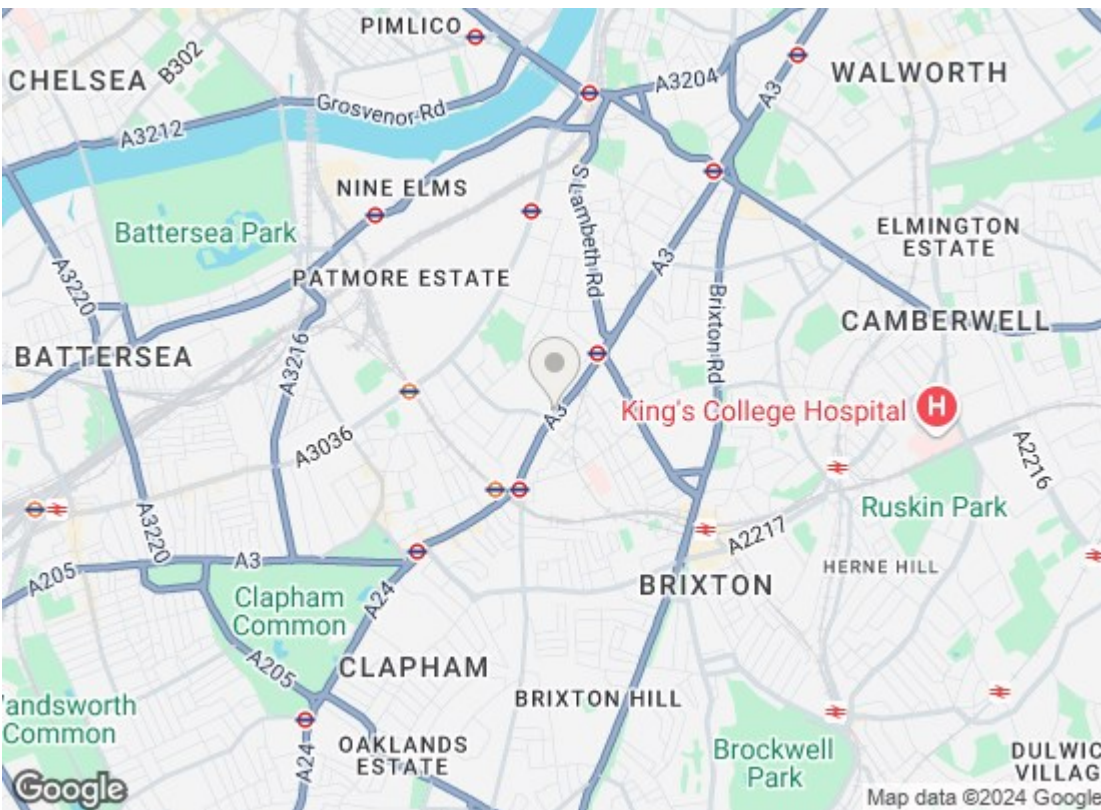 PIMLICO
B302
CHELSEA
A3204
WALWORTH
A3
Grosvenor Rd
A3212
NINE ELMS
S Lambeth Rd
Battersea Park
ELMINGTON
ESTATE
A3220
PATMORE ESTATE
A3
Brixton Rd
CAMBERWELL
BATTERSEA
A3216
King's College Hospital
H
A3
A3036
A2216
Ruskin Park
A3220
A2217
A205
A3
HERNE HILL
BRIXTON
Clapham
Common
A24
A205
CLAPHAM
BRIXTON HILL
andsworth
Common
A24
OAKLANDS
ESTATE
Brockwell
Park
DULWIC
VILLAG
Google
Map data ©2024 Google